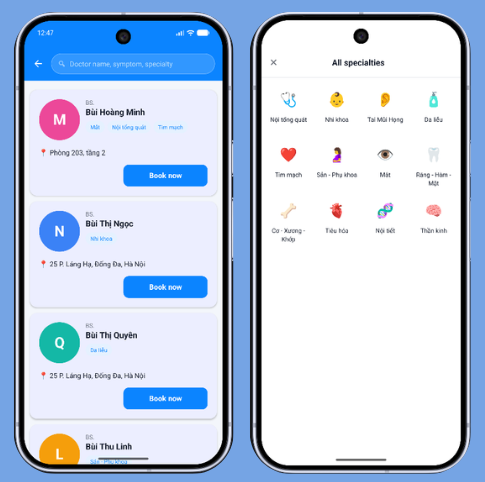 12:47
Doctor name, symptom, specialty
BS.
Bùi Hoàng Minh
M
Mắt Nội tổng quát Tim mạch
Phòng 203, tầng 2
Book now
BS.
Bùi Thị Ngọc
N
Nhi khoa
25 P. Láng Hạ, Đống Đa, Hà Nội
Book now
BS.
Bùi Thị Quyên
Q
Da liễu
25 P. Láng Hạ, Đống Đa, Hà Nội
Book now
BS.
Bùi Thu Linh
L
Sản - Phụ khoa
All specialties
Nội tổng quát Nhi khoa Tai Mũi Họng Da liễu
Tim mạch Sản - Phụ khoa Mắt Răng - Hàm -
Mặt
Cơ - Xương - Tiêu hóa Nội tiết Thần kinh
Khớp